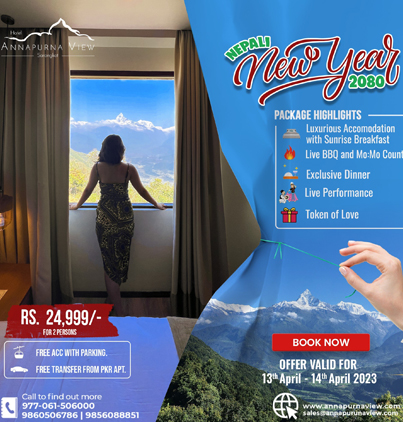 Hotel
ANNAPURNA VIEW
Sarangkot
NEPALI
New Year
2080
PACKAGE HIGHLIGHTS
Luxurious Accomodation
with Sunrise Breakfast
Live BBQ and Mo:Mo Count
Exclusive Dinner
Live Performance
Token of Love
RS. 24,999/-
FOR 2 PERSONS
FREE ACC WITH PARKING.
FREE TRANSFER FROM PKR APT.
BOOK NOW
OFFER VALID FOR
13th April - 14th April 2023
Call to find out more
977-061-506000
9860506786 | 9856088851
www.annapurnaview.com
sales@annapurnaview.com